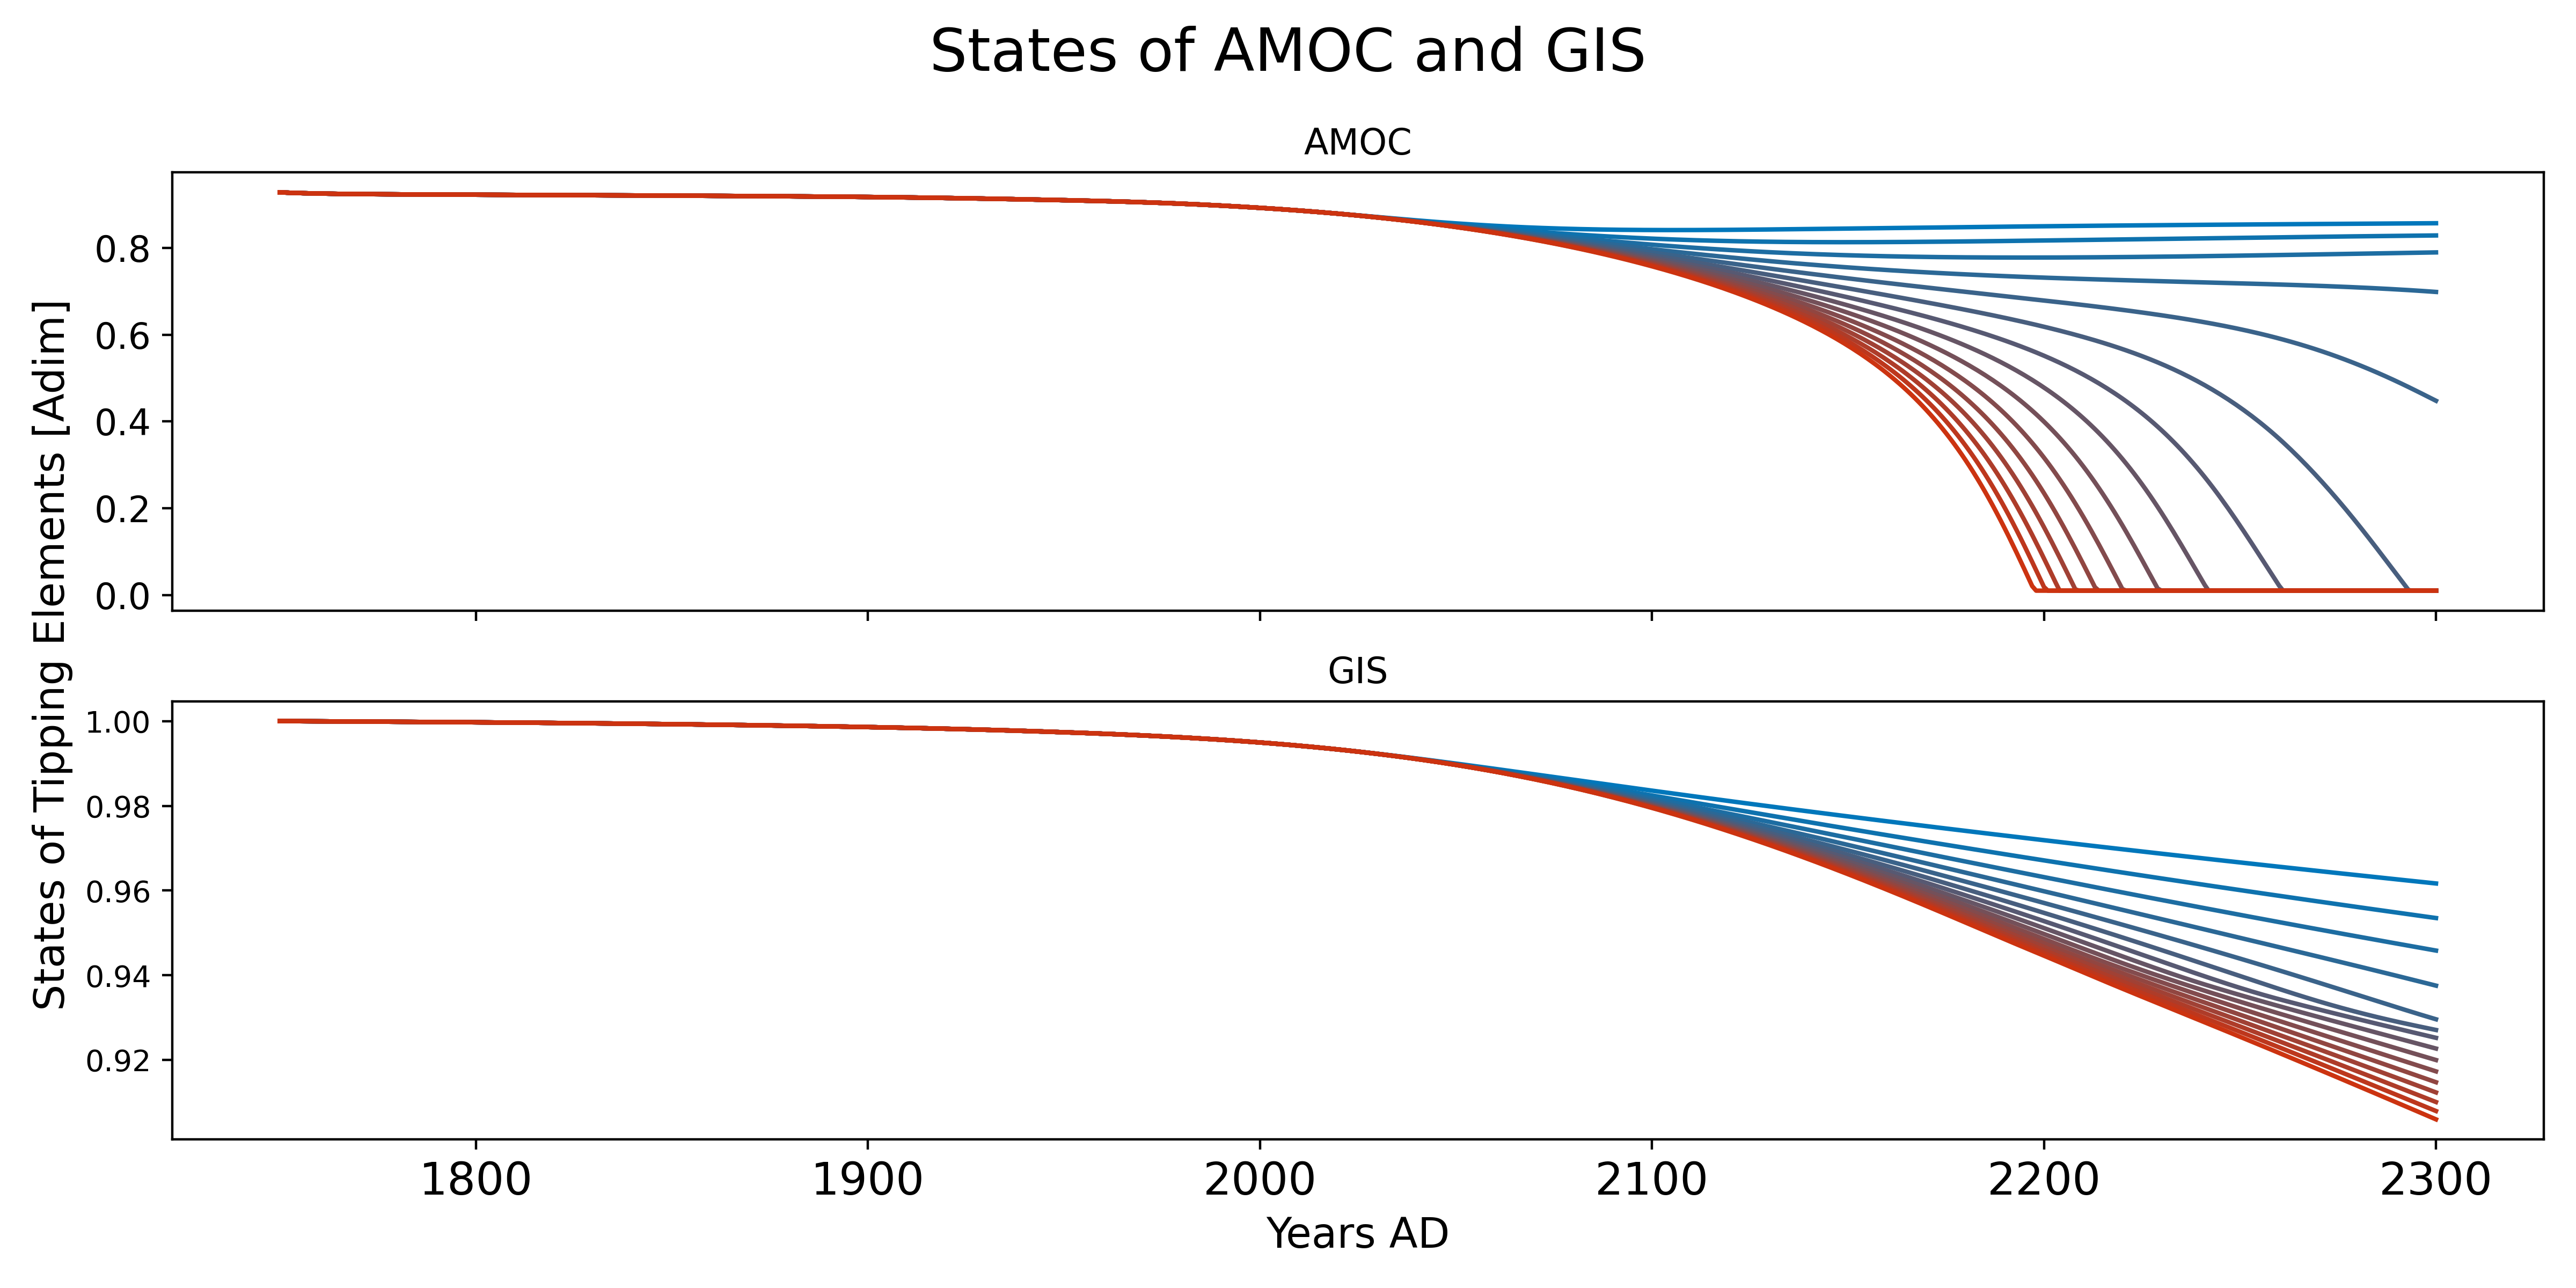 States of AMOC and GIS
AMOC
0.8
0.6
0.4
0.2
0.0
States of Tipping Elements [Adim]
GIS
1.00
0.98
0.96
0.94
0.92
1800 1900 2000 2100 2200 2300
Years AD